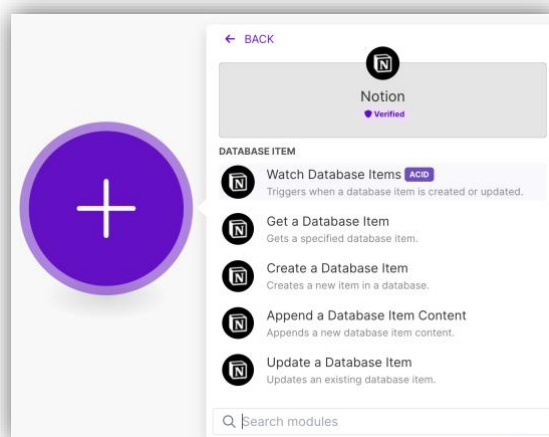 ← BACK
Notion
Verified
DATABASE ITEM
Watch Database Items ACID
Triggers when a database item is created or updated.
Get a Database Item
Gets a specified database item.
Create a Database Item
Creates a new item in a database.
Append a Database Item Content
Appends a new database item content.
Update a Database Item
Updates an existing database item.
Search modules